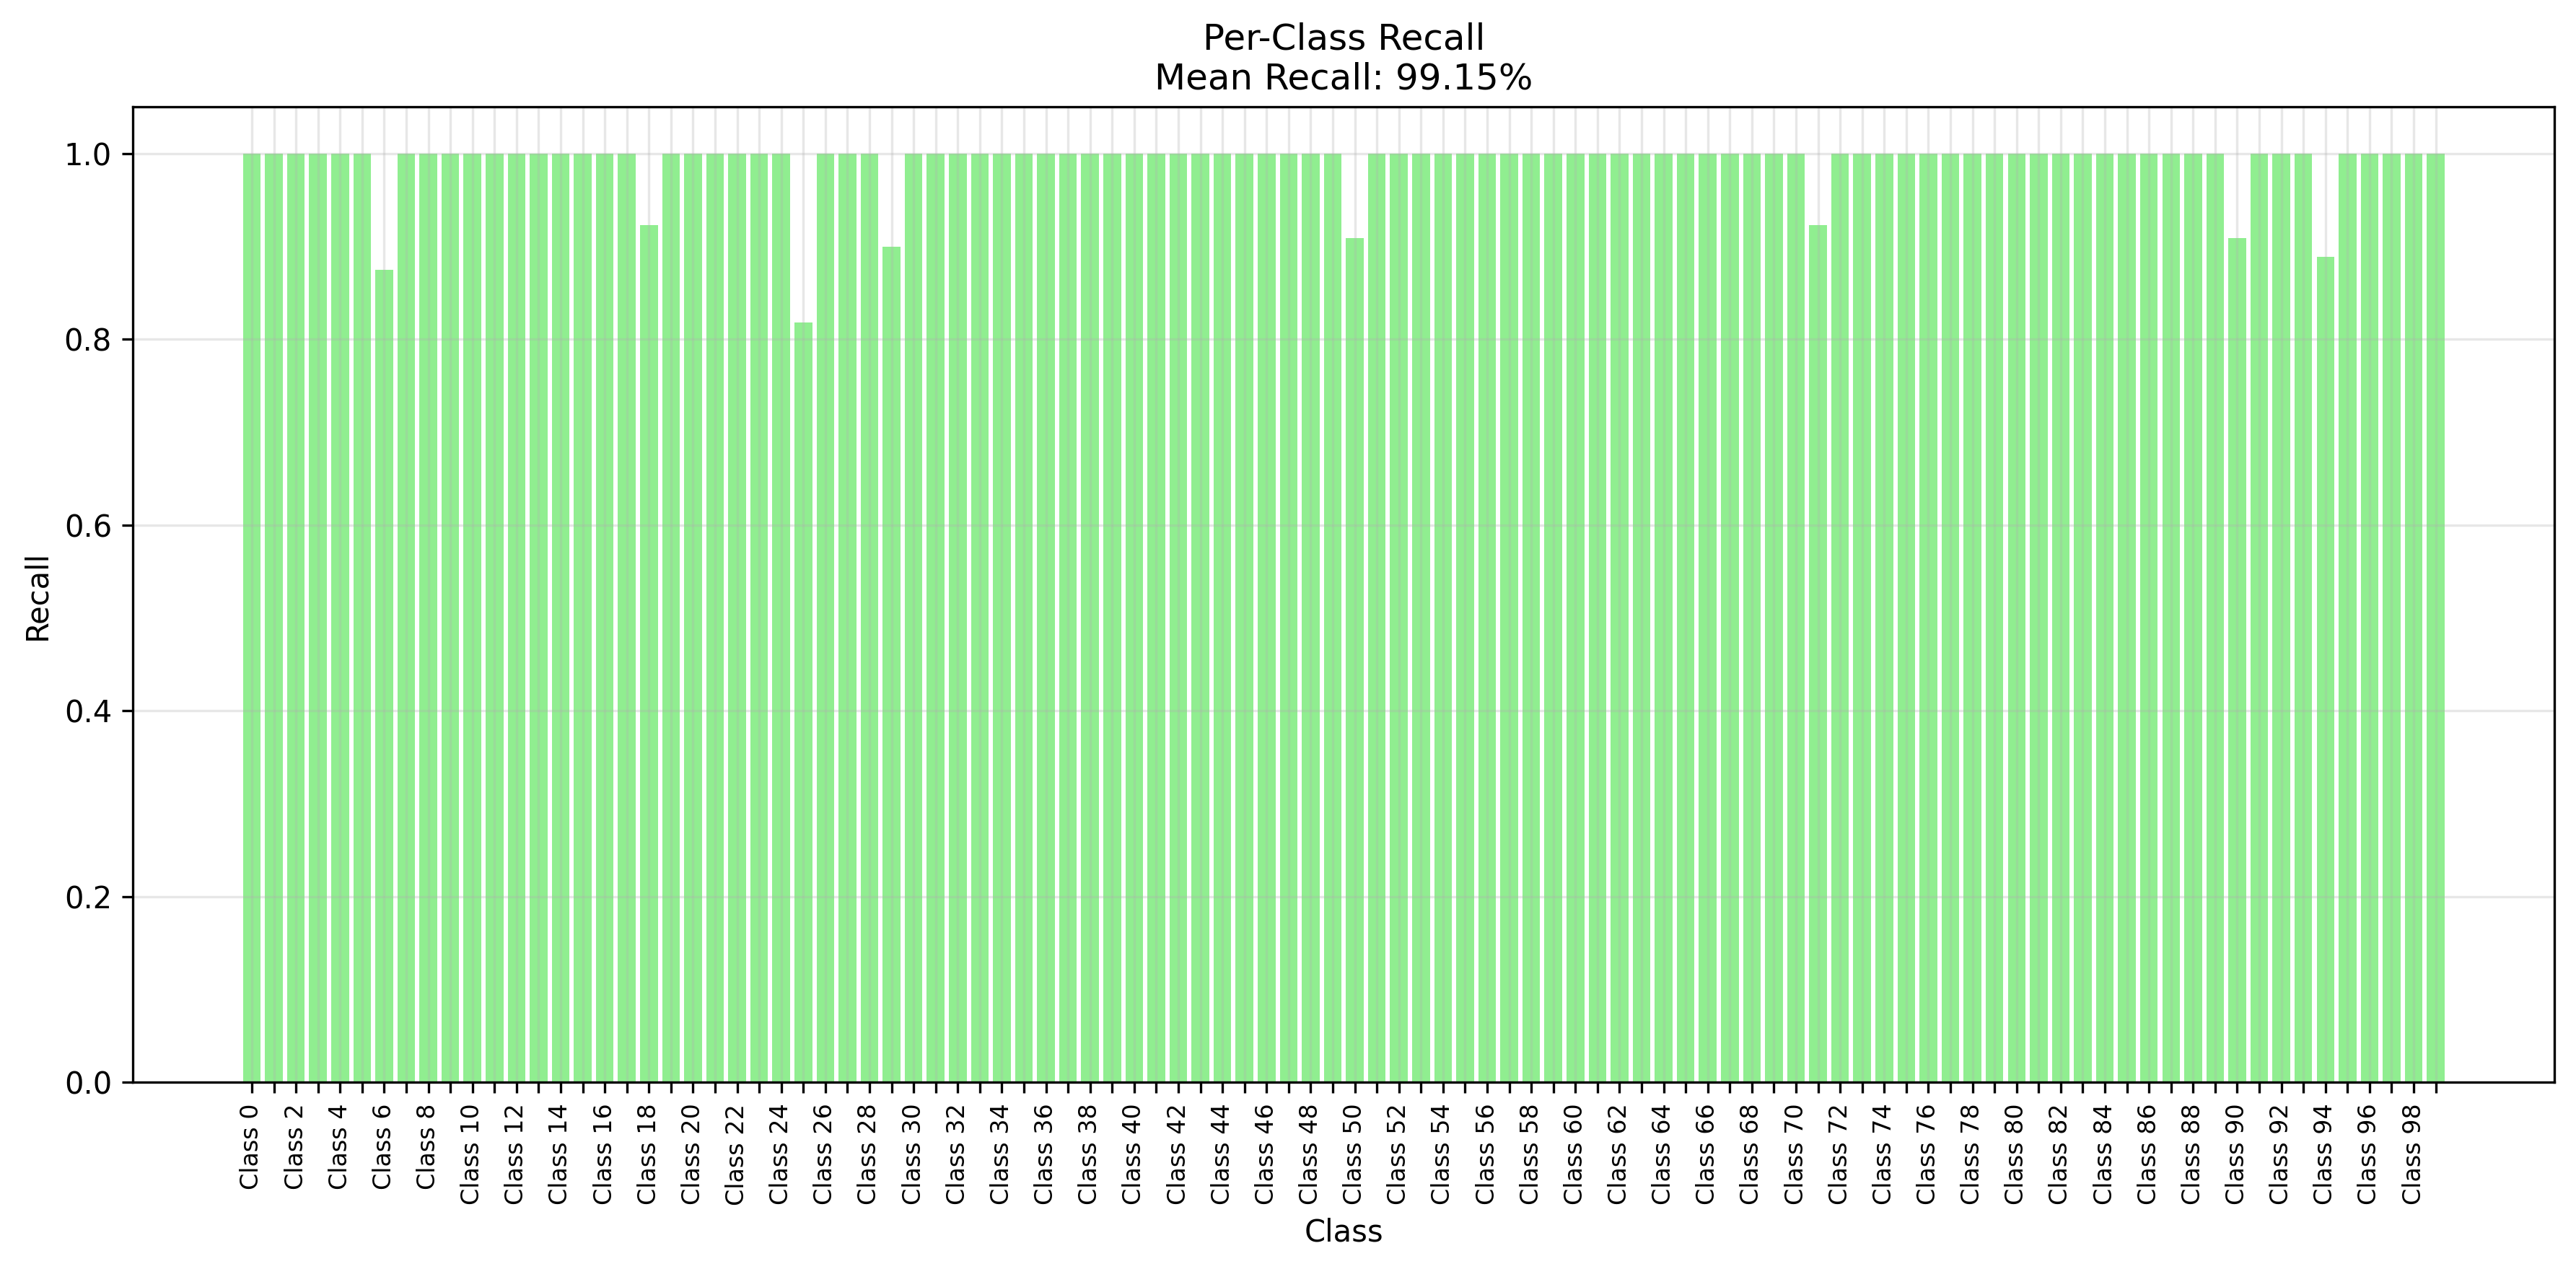 Per-Class Recall
Mean Recall: 99.15%
1.0
0.8
0.6
0.4
0.2
0.0
Recall
Class 0
Class 2
Class 4
Class 6
Class 8
Class 10
Class 12
Class 14
Class 16
Class 18
Class 20
Class 22
Class 24
Class 26
Class 28
Class 30
Class 32
Class 34
Class 36
Class 38
Class 40
Class 42
Class 44
Class 46
Class 48
Class 50
Class 52
Class 54
Class 56
Class 58
Class 60
Class 62
Class 64
Class 66
Class 68
Class 70
Class 72
Class 74
Class 76
Class 78
Class 80
Class 82
Class 84
Class 86
Class 88
Class 90
Class 92
Class 94
Class 96
Class 98
Class